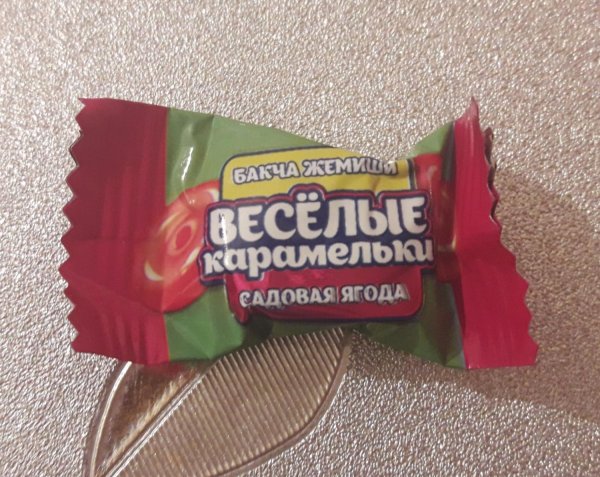 БАКЧА ЖЕМИШИ
ВЕСЁЛЫЕ
карамельки
САДОВАЯ ЯГОДА